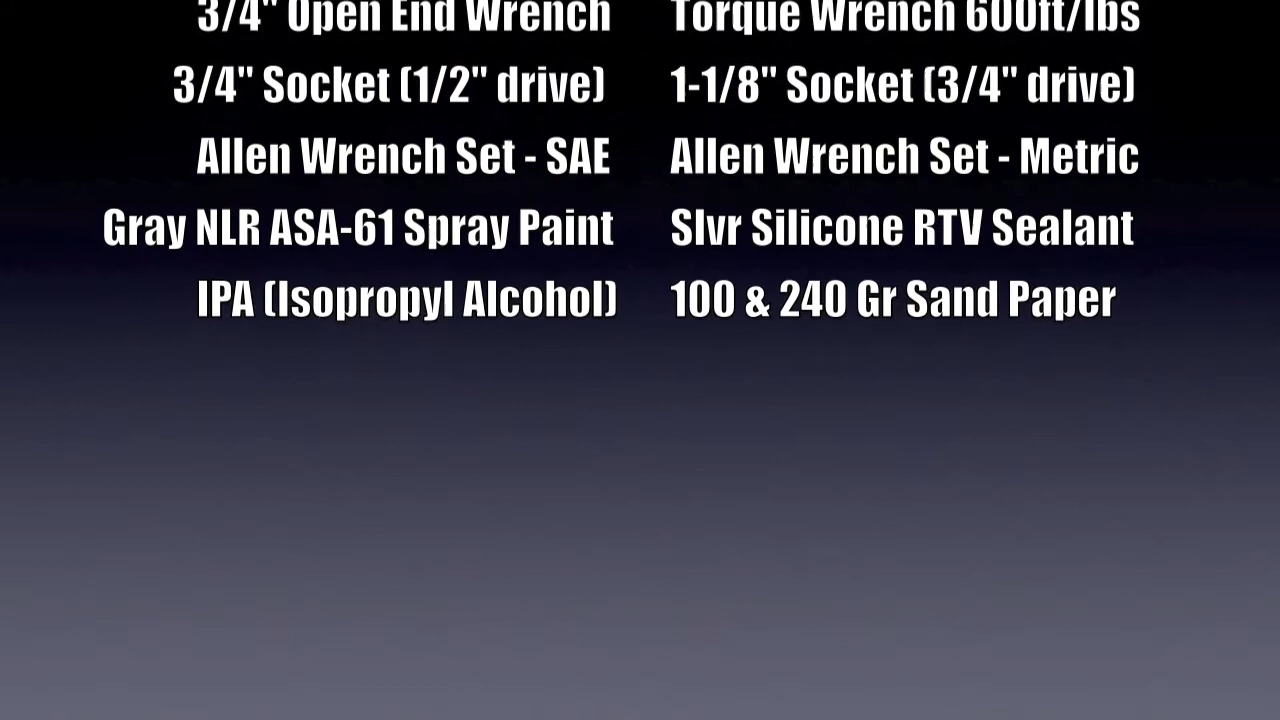 3/4" Open End Wrench Torque Wrench 600ft/lbs
3/4" Socket (1/2" drive) 1-1/8" Socket (3/4" drive)
Allen Wrench Set - SAE Allen Wrench Set - Metric
Gray NLR ASA-61 Spray Paint Slvr Silicone RTV Sealant
IPA (Isopropyl Alcohol) 100 & 240 Gr Sand Paper